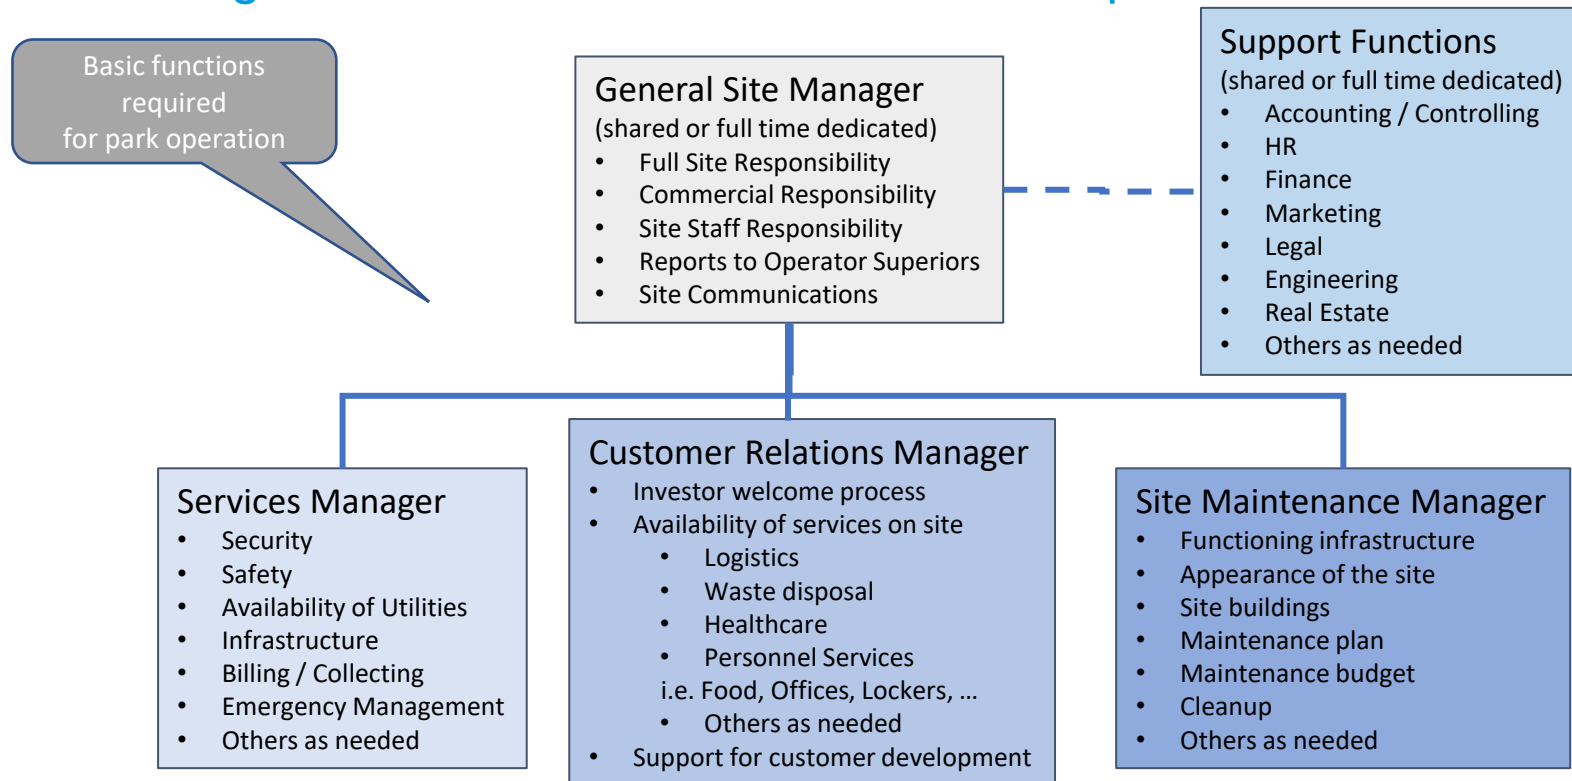 Basic functions
required
for park operation
General Site Manager
(shared or full time dedicated)
• Full Site Responsibility
• Commercial Responsibility
• Site Staff Responsibility
• Reports to Operator Superiors
• Site Communications
Support Functions
(shared or full time dedicated)
• Accounting / Controlling
• HR
• Finance
• Marketing
• Legal
• Engineering
• Real Estate
• Others as needed
Services Manager
• Security
• Safety
• Availability of Utilities
• Infrastructure
• Billing / Collecting
• Emergency Management
• Others as needed
Customer Relations Manager
• Investor welcome process
• Availability of services on site
• Logistics
• Waste disposal
• Healthcare
• Personnel Services
i.e. Food, Offices, Lockers, ...
• Others as needed
• Support for customer development
Site Maintenance Manager
• Functioning infrastructure
• Appearance of the site
• Site buildings
• Maintenance plan
• Maintenance budget
• Cleanup
• Others as needed